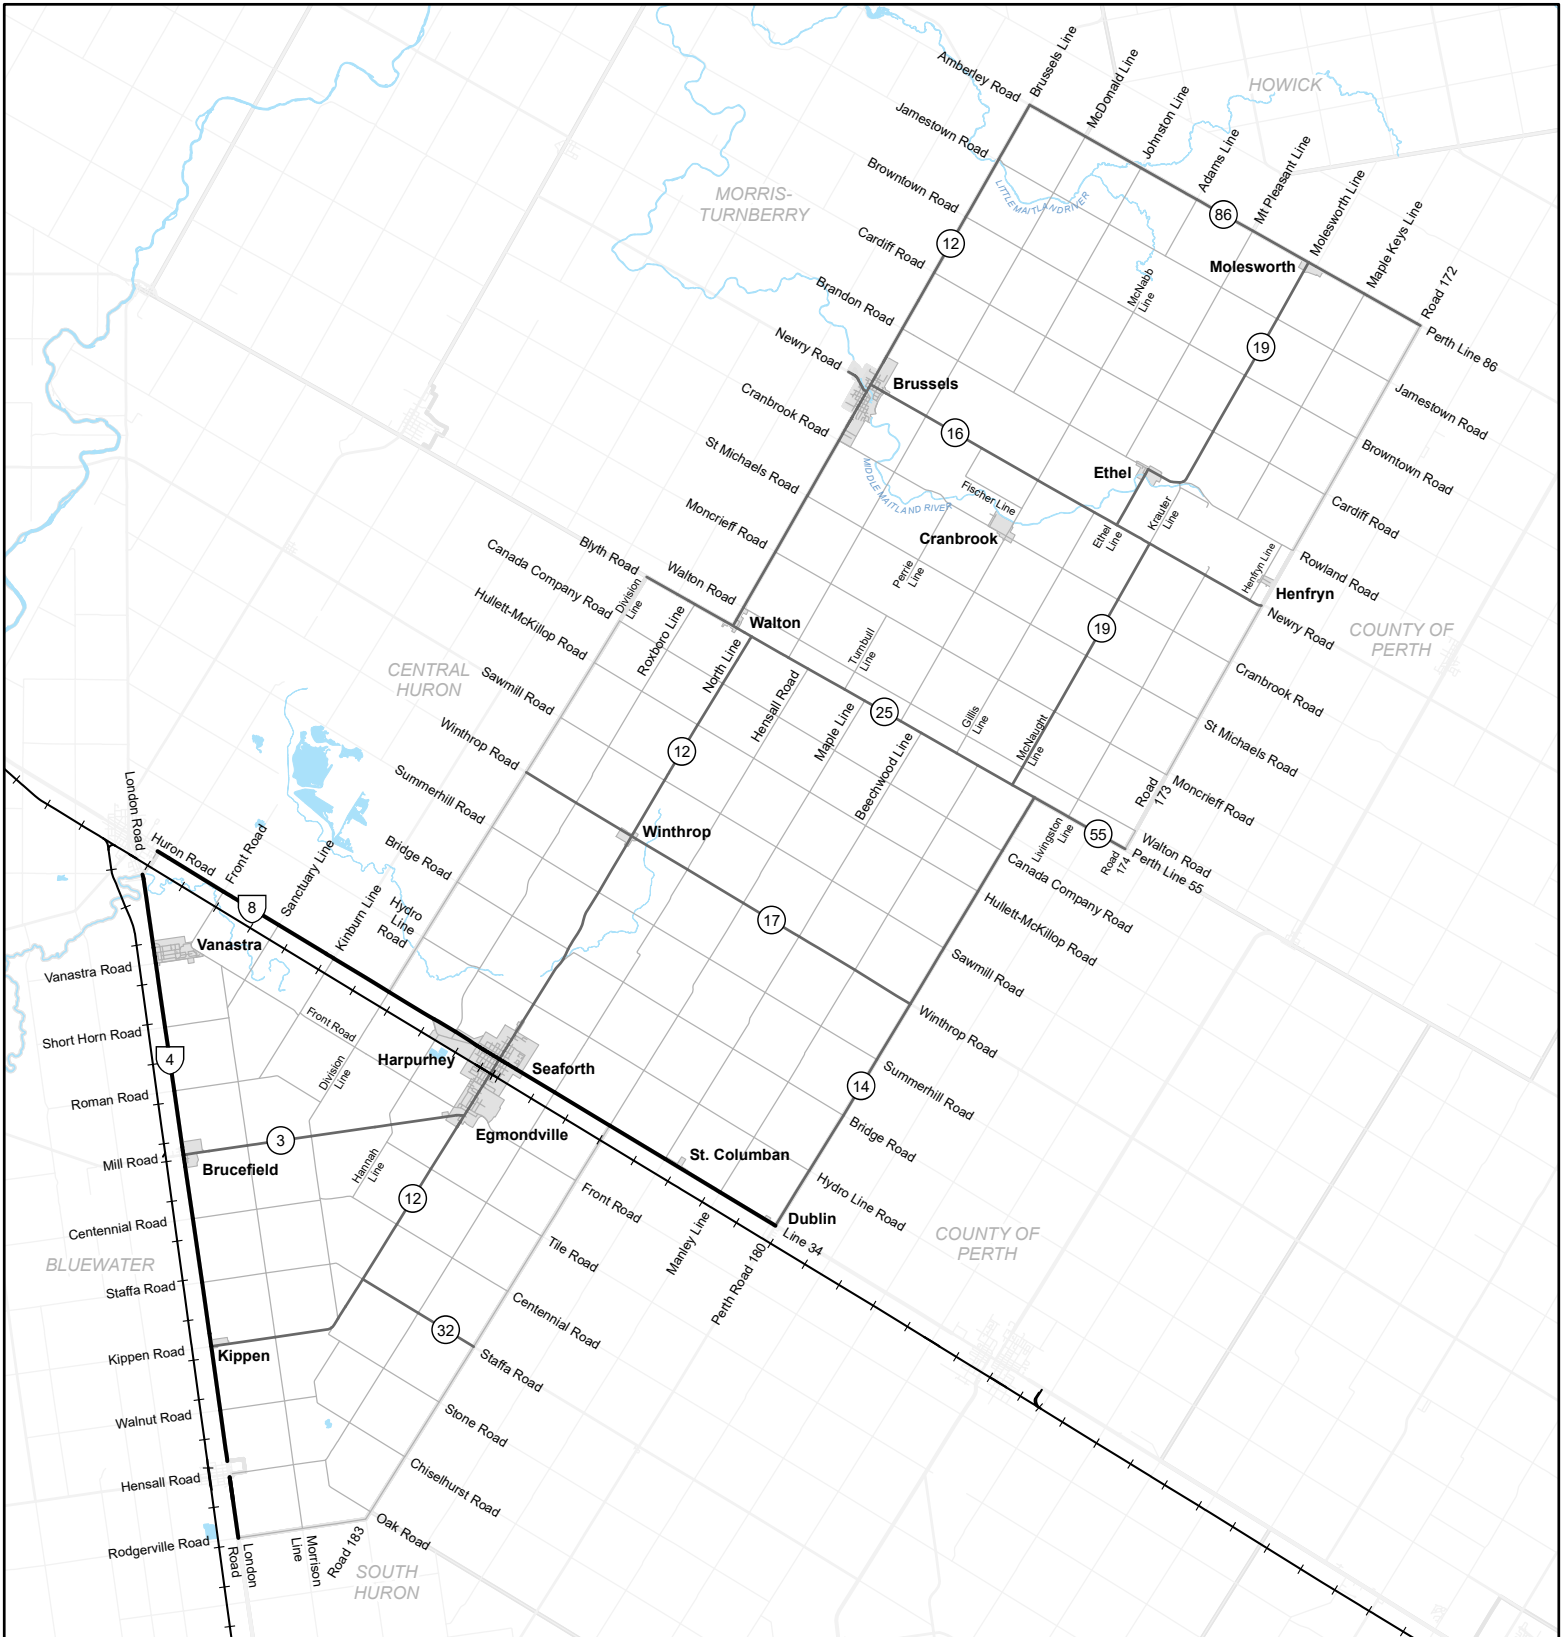 Amberley Road
Brussels Line
McDonald Line
Johnston Line
Adams Line
Mt Pleasant Line
Molesworth Line
Maple Keys Line
Road 172
HOWICK
Jamestown Road
Browntown Road
Cardiff Road
Brandon Road
Newry Road
Cranbrook Road
St Michaels Road
Moncrieff Road
Walton Road
Blyth Road
MORRIS-
TURNBERRY
LITTLE MAITLAND RIVER
86
12
Molesworth
McNabb
Line
19
Perth Line 86
Jamestown Road
Browntown Road
Cardiff Road
Rowland Road
Brussels
16
Ethel
Fischer Line
MIDDLE MAITLAND RIVER
Cranbrook
Ethel
Line
Krauter
Line
Perrie
Line
Henfryn Line
Henfryn
Newry Road
COUNTY OF
PERTH
Cranbrook Road
St Michaels Road
Moncrieff Road
Walton Road
Perth Line 55
19
Canada Company Road
Hullett-McKillop Road
Sawmill Road
Winthrop Road
Summerhill Road
Bridge Road
Hydro
Line
Road
Division
Line
Roxboro Line
North Line
Walton
Hensall Road
Turnbull
Line
Maple Line
25
Beechwood Line
Gillis
Line
McNaught
Line
Road
173
Livingston
Line
55
Road
174
CENTRAL
HURON
12
Winthrop
17
Canada Company Road
Hullett-McKillop Road
Sawmill Road
Winthrop Road
Summerhill Road
Bridge Road
Hydro Line Road
14
London Road
Huron Road
Front Road
Sanctuary Line
Kinburn Line
8
Vanastra
Vanastra Road
Short Horn Road
Roman Road
Mill Road
Centennial Road
Staffa Road
Kippen Road
Walnut Road
Hensall Road
Rodgerville Road
4
Front Road
Division
Line
Harpurhey
Seaforth
Egmondville
3
Brucefield
Hannah
Line
12
St. Columban
Dublin
Line 34
Manley Line
Perth Road 180
COUNTY OF
PERTH
BLUEWATER
Front Road
Tile Road
Centennial Road
32
Staffa Road
Kippen
Stone Road
Chiselhurst Road
Oak Road
London
Road
Morrison
Line
Road 183
SOUTH
HURON